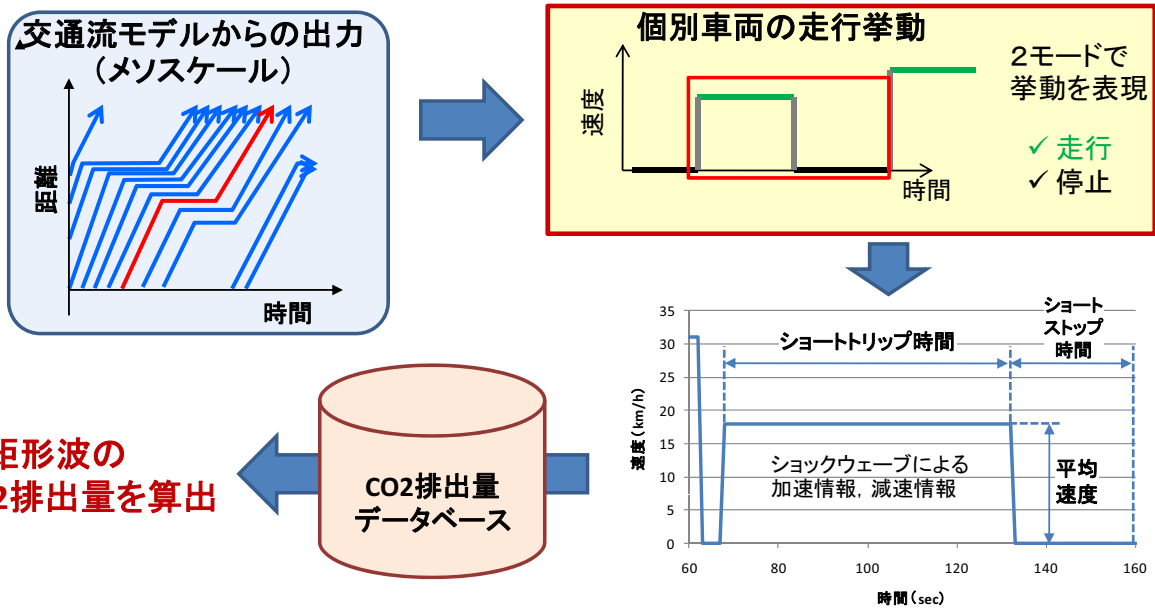 交通流モデルからの出力
（メソスケール）
距離
時間
個別車両の走行挙動
速度
時間
2モードで
挙動を表現
✓ 走行
✓ 停止
ショート
ストップ
時間
ショートトリップ時間
35
30
25
20
15
10
5
0
速度（km/h）
ショックウェーブによる
加速情報，減速情報
平均
速度
60
80
100
120
140
160
時間（sec）
CO2排出量
データベース
矩形波の
2排出量を算出